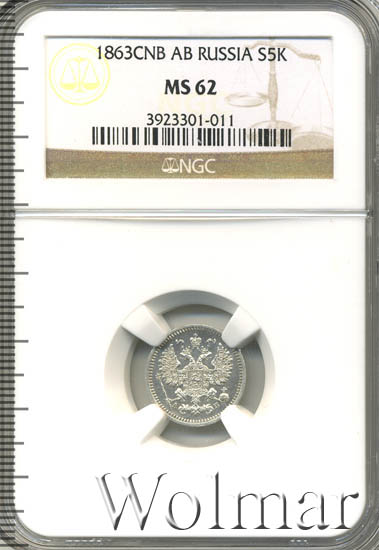 1863CNB AB RUSSIA S5K
MS 62
3923301-011
NGC
Wolmar